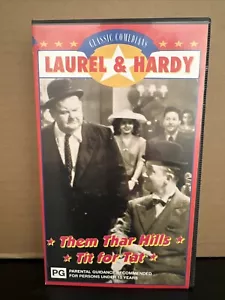 CLASSIC COMEDIANS
LAUREL & HARDY
Them Thar Hills
Tit for Tat
PG
PARENTAL GUIDANCE RECOMMENDED
FOR PERSONS UNDER 15 YEARS